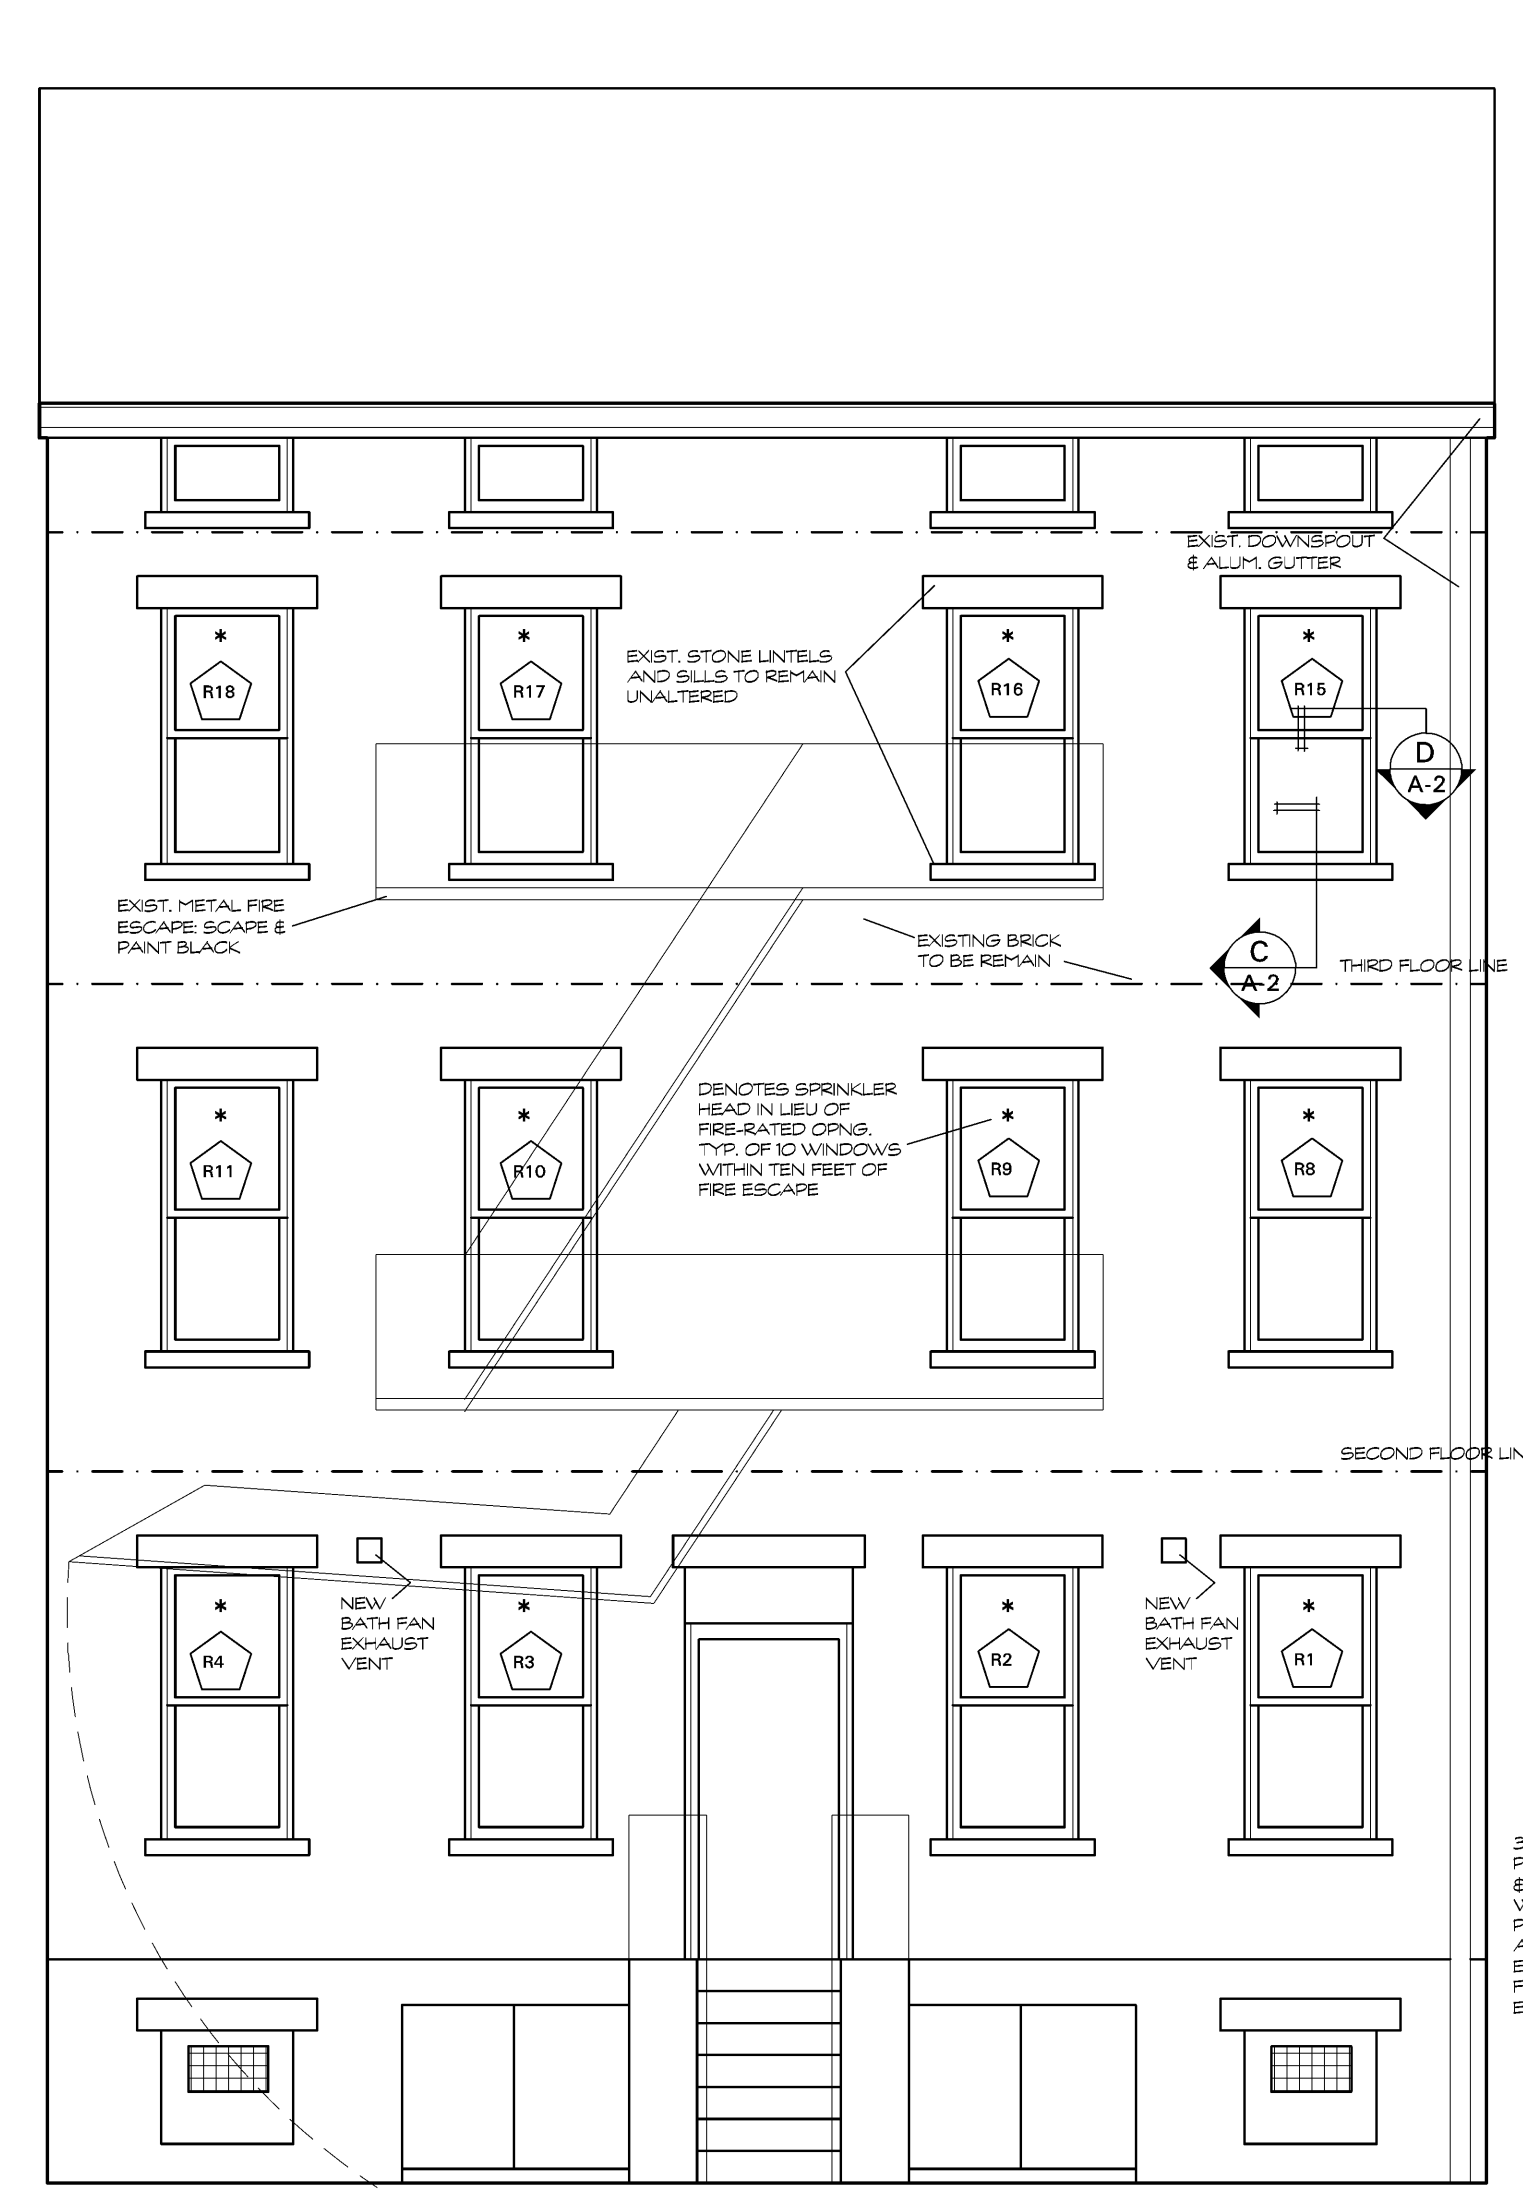 EXIST. DOWNSPOUT
& ALUM. GUTTER
*
*
*
*
EXIST. STONE LINTELS
AND SILLS TO REMAIN
UNALTERED
R18
R17
R16
R15
D
A-2
EXIST. METAL FIRE
ESCAPE: SCAPE &
PAINT BLACK
EXISTING BRICK
TO BE REMAIN
C
A-2
THIRD FLOOR LINE
DENOTES SPRINKLER
HEAD IN LIEU OF
FIRE-RATED OPNG.
TYP. OF 10 WINDOWS
WITHIN TEN FEET OF
FIRE ESCAPE
*
*
*
*
R11
R10
R9
R8
SECOND FLOOR LIN
*
*
*
*
NEW
BATH FAN
EXHAUST
VENT
NEW
BATH FAN
EXHAUST
VENT
R4
R3
R2
R1